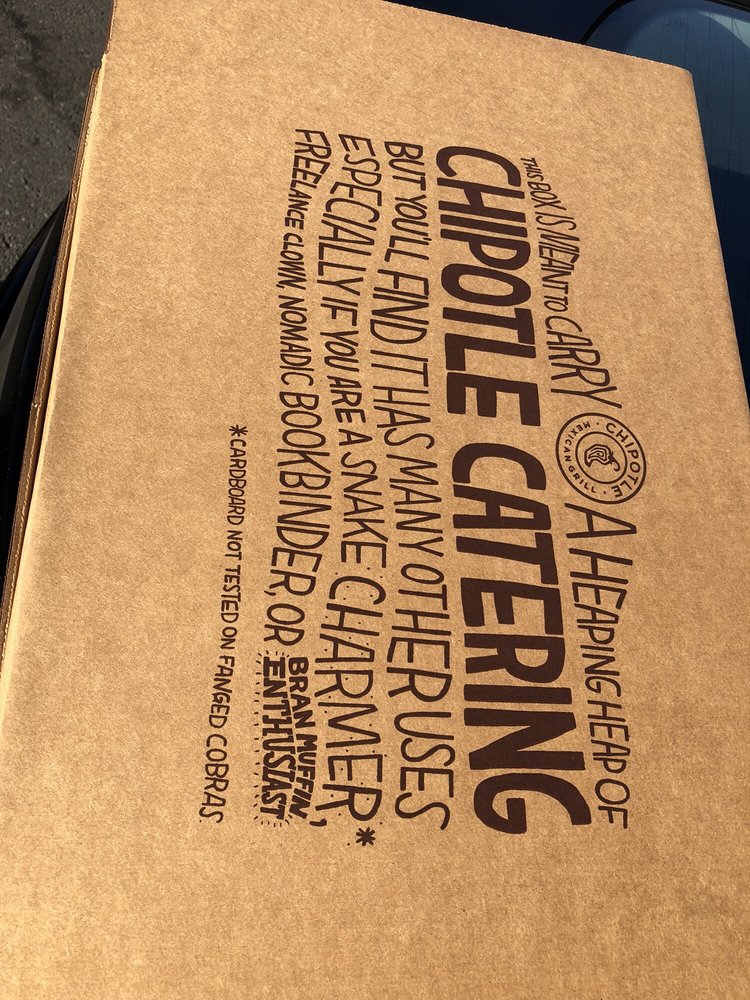 THIS BOX IS MEANT TO CARRY A HEAPING HEAP OF
CHIPOTLE
MEXICAN GRILL
CHIPOTLE CATERING
BUT YOU'LL FIND IT HAS MANY OTHER USES
ESPECIALLY IF YOU ARE A SNAKE CHARMER*,
FREELANCE CLOWN, NOMADIC BOOKBINDER, OR BRAN MUFFIN
ENTHUSIAST
*CARDBOARD NOT TESTED ON FANGED COBRAS.